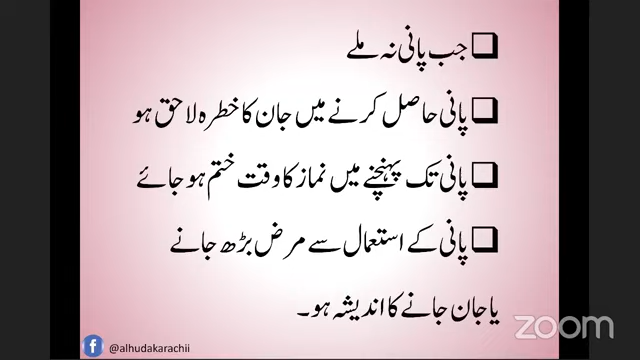 ❑ جب پانی نہ ملے
❑ پانی حاصل کرنے میں جان کا خطرہ لاحق ہو
❑ پانی تک پہنچنے میں نماز کا وقت ختم ہو جائے
❑ پانی کے استعمال سے مرض بڑھ جانے
یا جان جانے کا اندیشہ ہو۔
@alhudakarachii
zoom